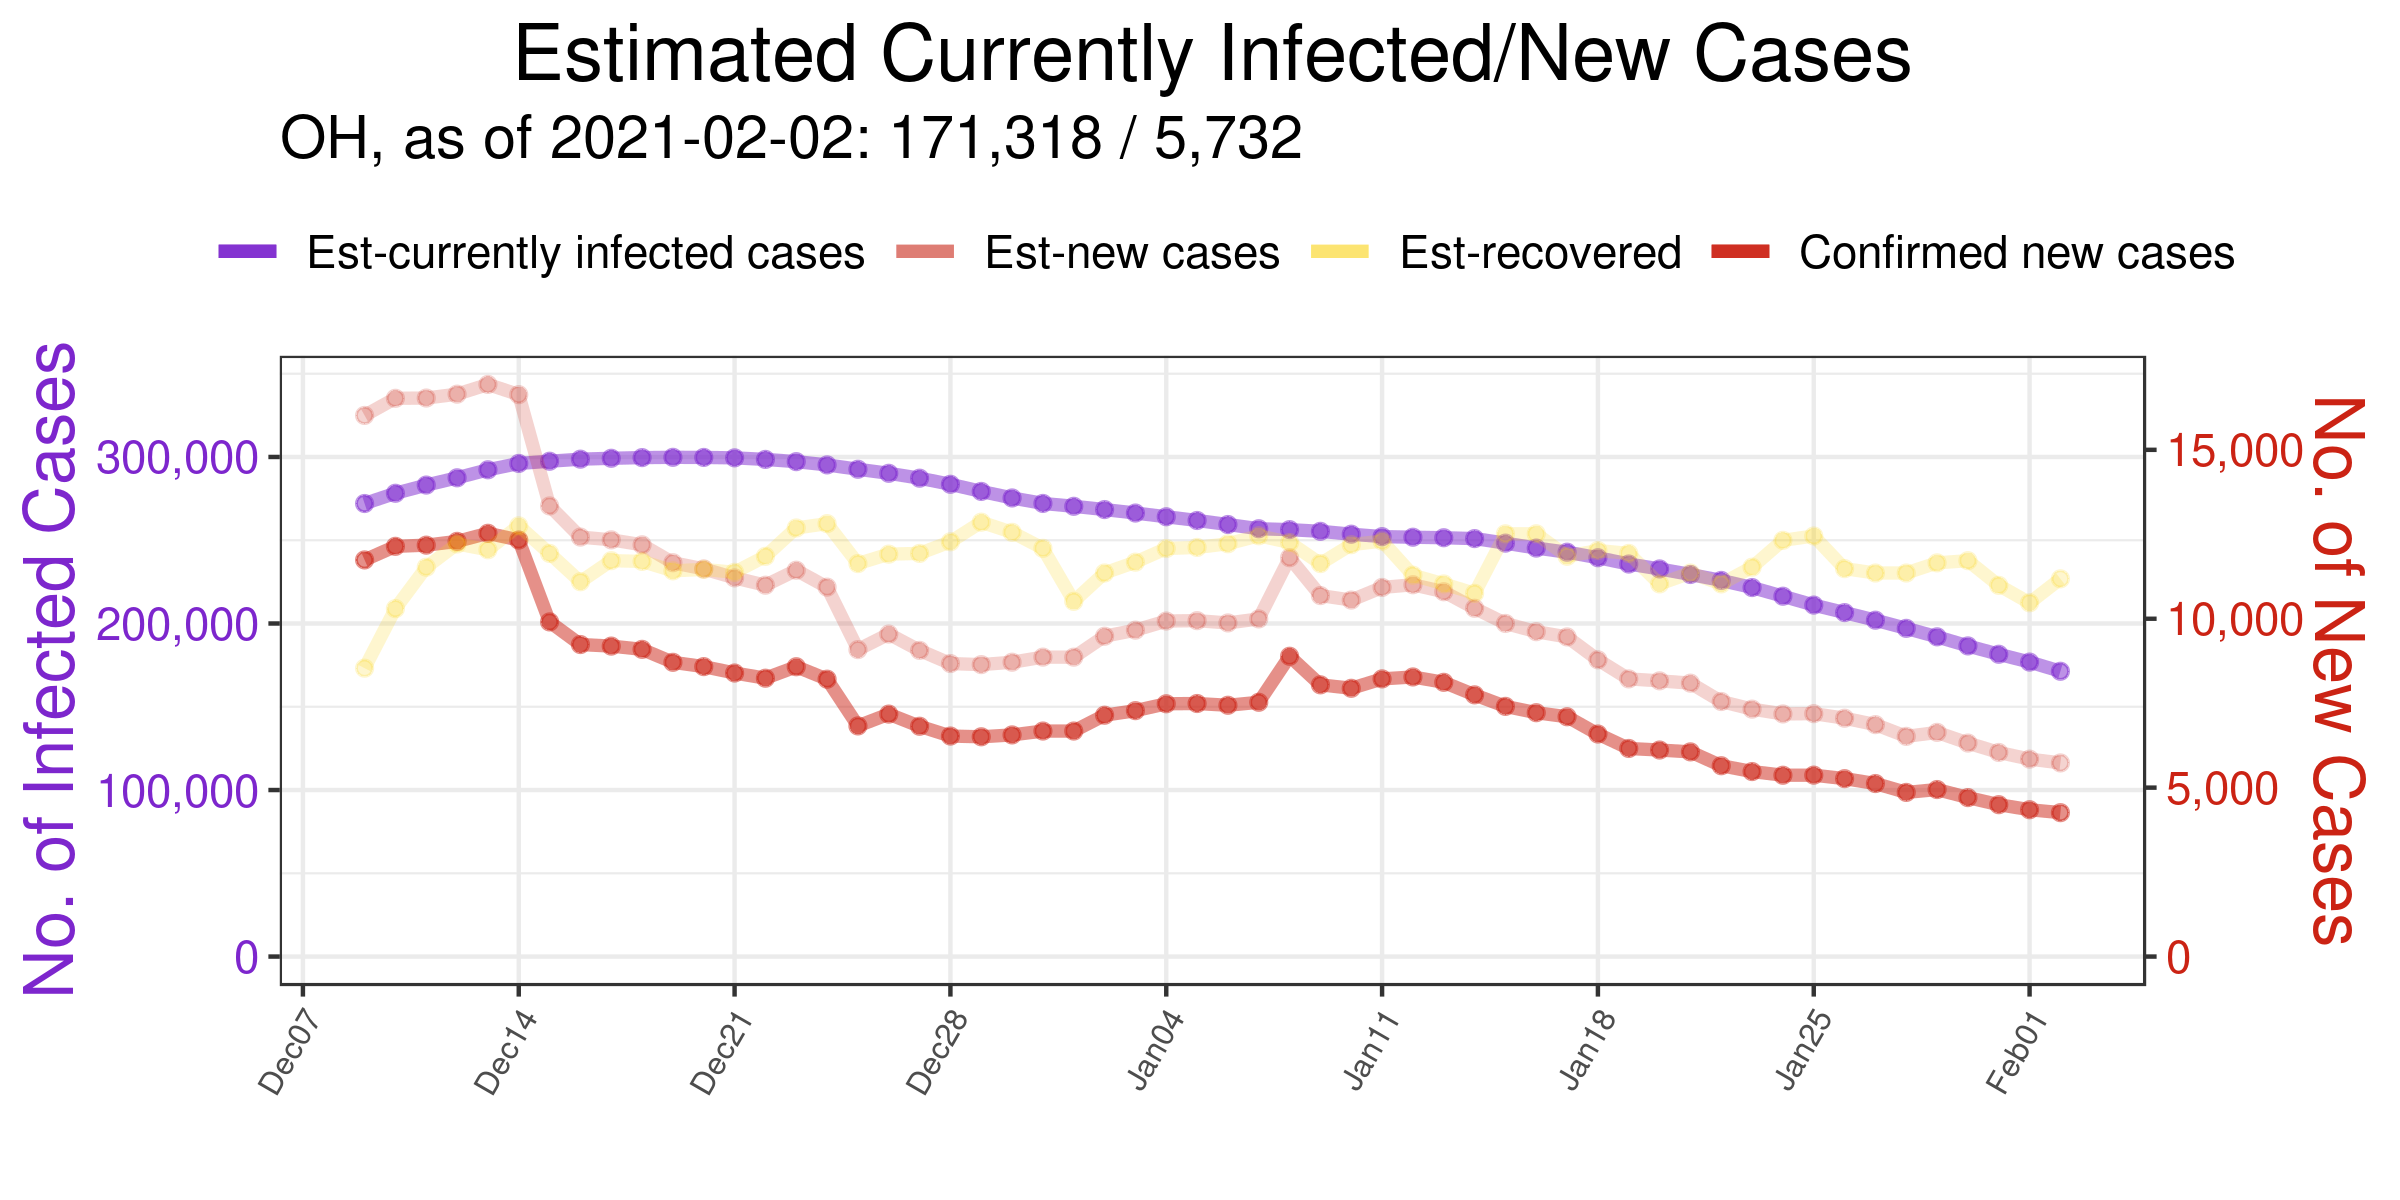 Estimated Currently Infected/New Cases
OH, as of 2021-02-02: 171,318 / 5,732
Est-currently infected cases Est-new cases Est-recovered Confirmed new cases
No. of Infected Cases
300,000
200,000
100,000
0
15,000
10,000
5,000
0
No. of New Cases
Dec07 Dec14 Dec21 Dec28 Jan04 Jan11 Jan18 Jan25 Feb01